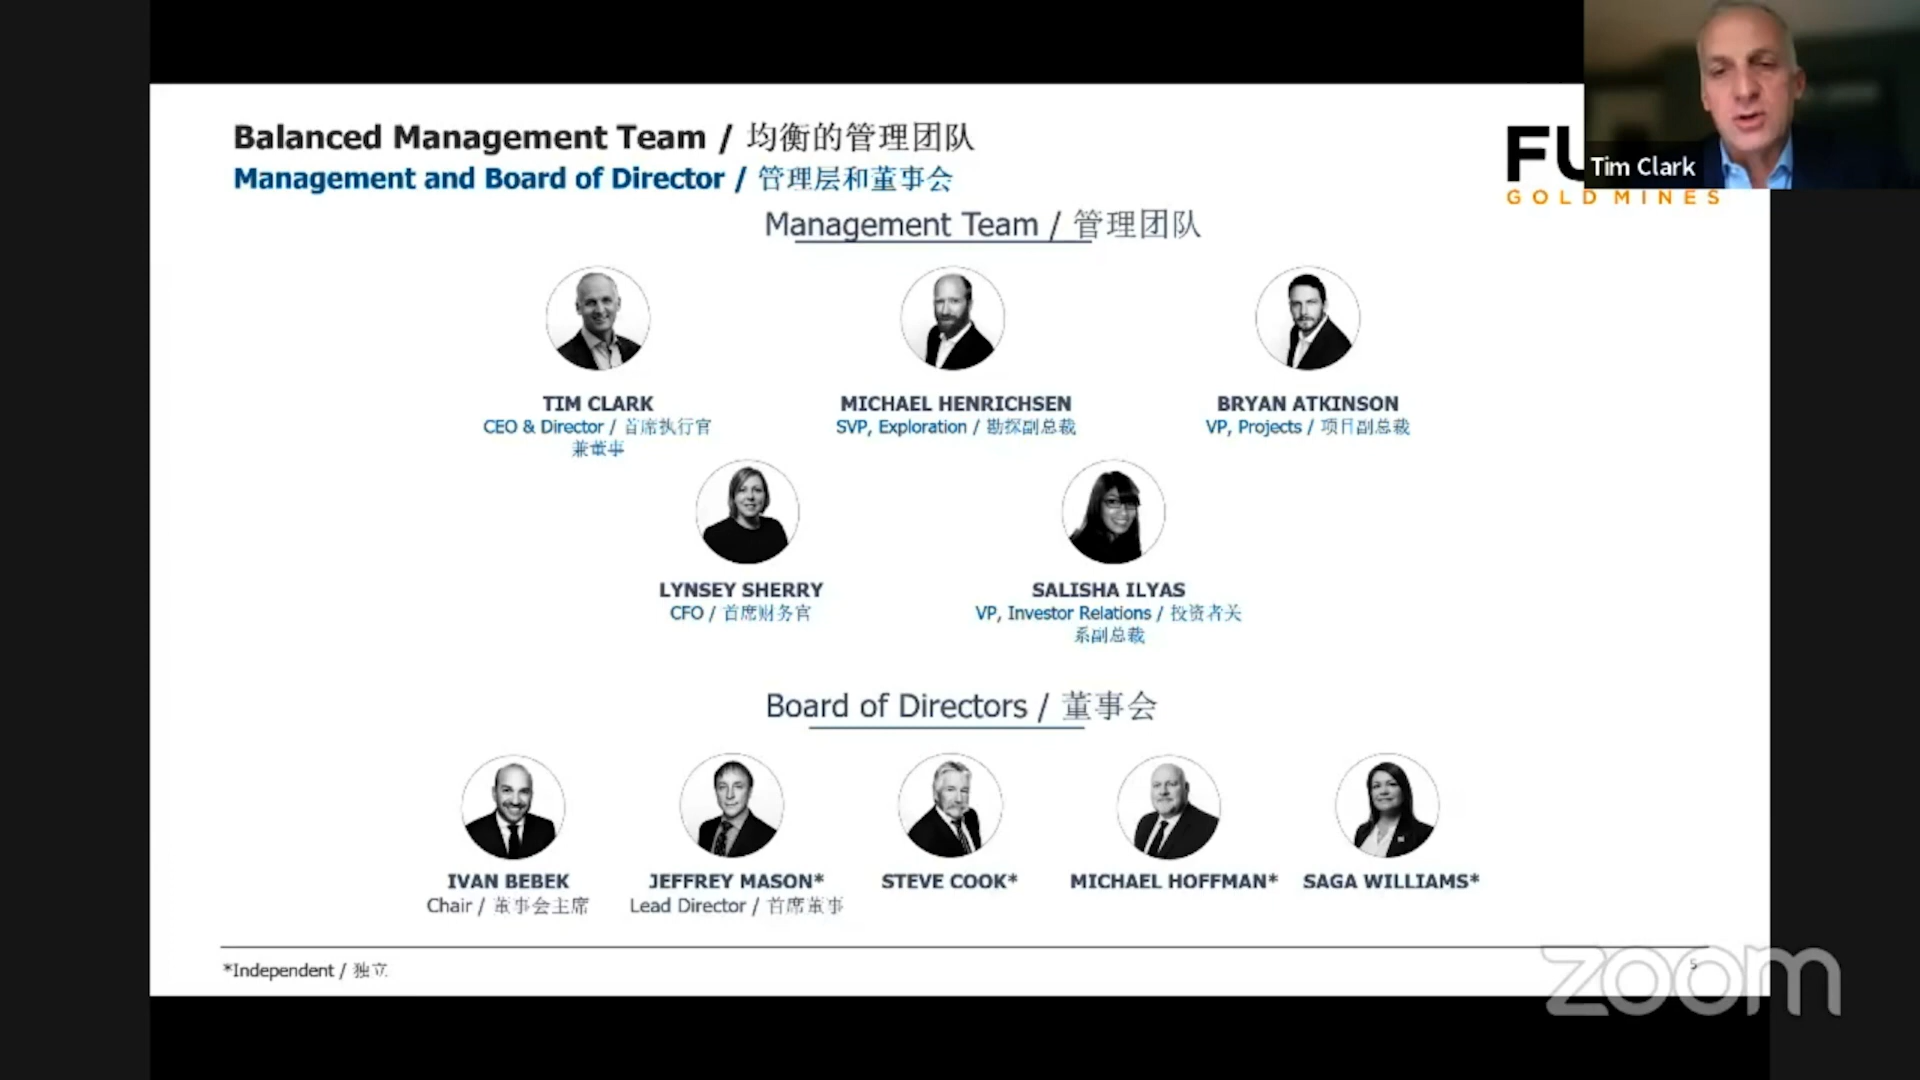 Balanced Management Team / 均衡的管理团队
Management and Board of Director / 管理层和董事会
Tim Clark
GOLD MINES
Management Team / 管理团队
TIM CLARK
CEO & Director / 首席执行官
兼董事
MICHAEL HENRICHSEN
SVP, Exploration / 勘探副总裁
BRYAN ATKINSON
VP, Projects / 项目副总裁
LYNSEY SHERRY
CFO / 首席财务官
SALISHA ILYAS
VP, Investor Relations / 投资者关
系副总裁
Board of Directors / 董事会
IVAN BEBEK
Chair / 董事会主席
JEFFREY MASON*
Lead Director / 首席董事
STEVE COOK*
MICHAEL HOFFMAN*
SAGA WILLIAMS*
*Independent / 独立
5
zoom